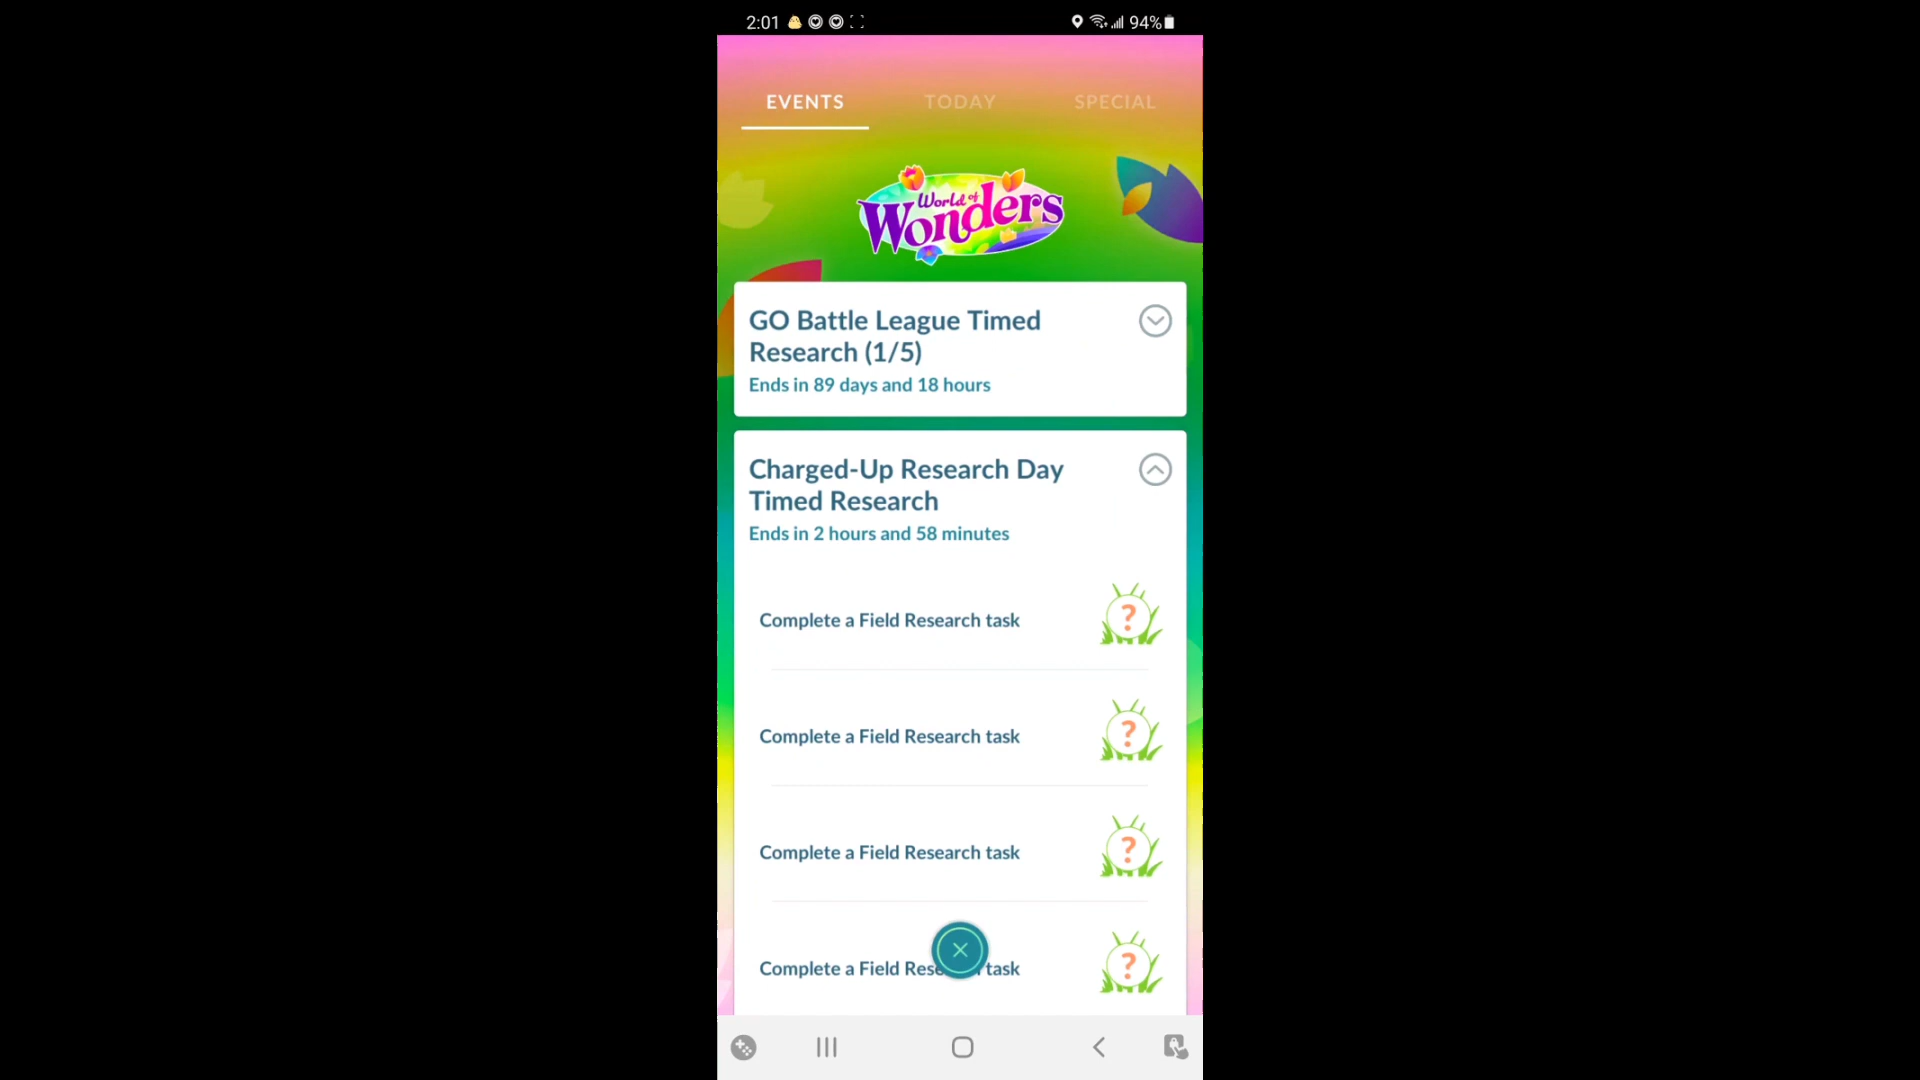 2:01
94%
EVENTS
TODAY
SPECIAL
World of
Wonders
GO Battle League Timed
Research (1/5)
Ends in 89 days and 18 hours
Charged-Up Research Day
Timed Research
Ends in 2 hours and 58 minutes
Complete a Field Research task
?
Complete a Field Research task
?
Complete a Field Research task
?
Complete a Field Rese task
?